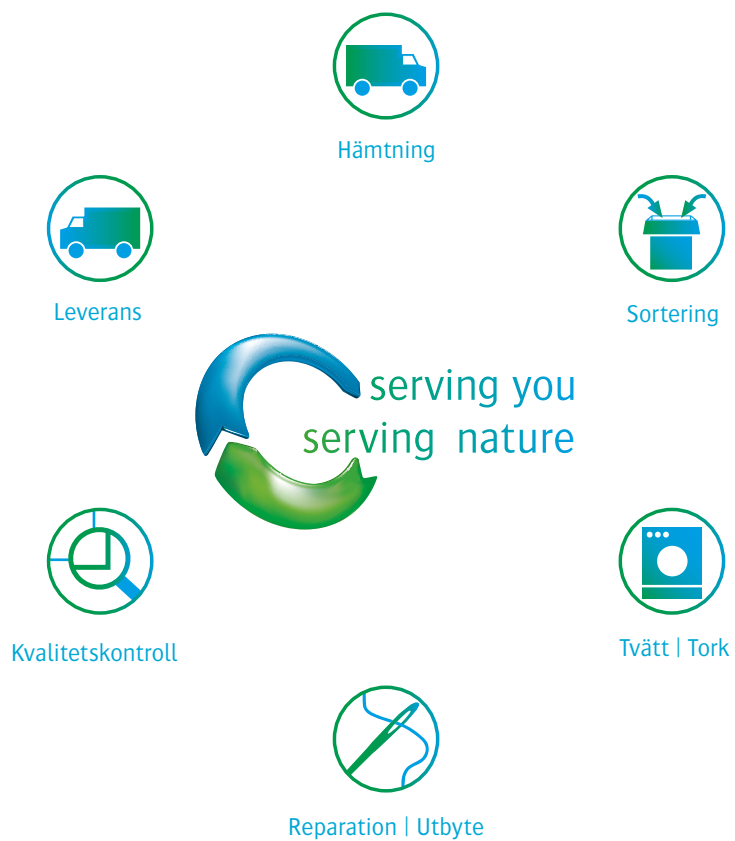 Hämtning
Leverans
Sortering
serving you
serving nature
Kvalitetskontroll
Tvätt | Tork
Reparation | Utbyte